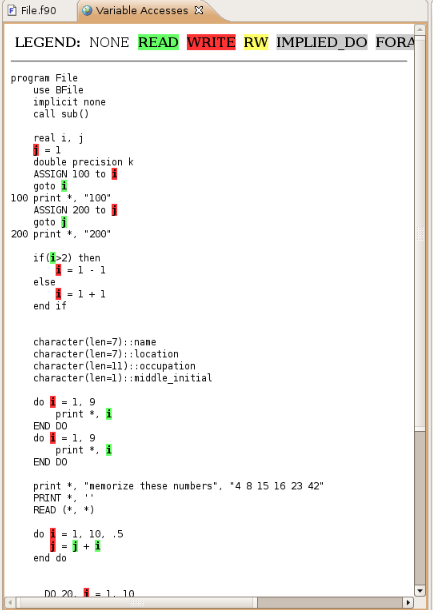 File.f90 Variable Accesses
LEGEND: NONE READ WRITE RW IMPLIED_DO FORA
program File
use BFile
implicit none
call sub()
real i, j
j = 1
double precision k
ASSIGN 100 to i
goto i
100 print *, "100"
ASSIGN 200 to j
goto j
200 print *, "200"
if(i>2) then
i = 1 - 1
else
i = 1 + 1
end if
character(len=7)::name
character(len=7)::location
character(len=11)::occupation
character(len=1)::middle_initial
do i = 1, 9
print *, i
END DO
do i = 1, 9
print *, i
END DO
print *, "memorize these numbers", "4 8 15 16 23 42"
PRINT *, ''
READ (*, *)
do i = 1, 10, .5
j = j + i
end do
DO 20, i = 1, 10